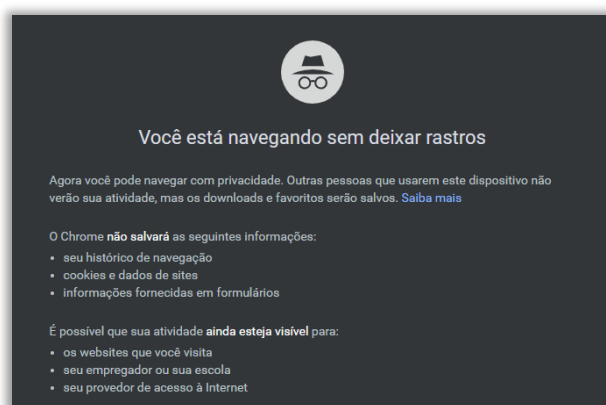 Você está navegando sem deixar rastros
Agora você pode navegar com privacidade. Outras pessoas que usarem este dispositivo não
verão sua atividade, mas os downloads e favoritos serão salvos. Saiba mais
O Chrome não salvará as seguintes informações:
• seu histórico de navegação
• cookies e dados de sites
• informações fornecidas em formulários
É possível que sua atividade ainda esteja visível para:
• os websites que você visita
• seu empregador ou sua escola
• seu provedor de acesso à Internet